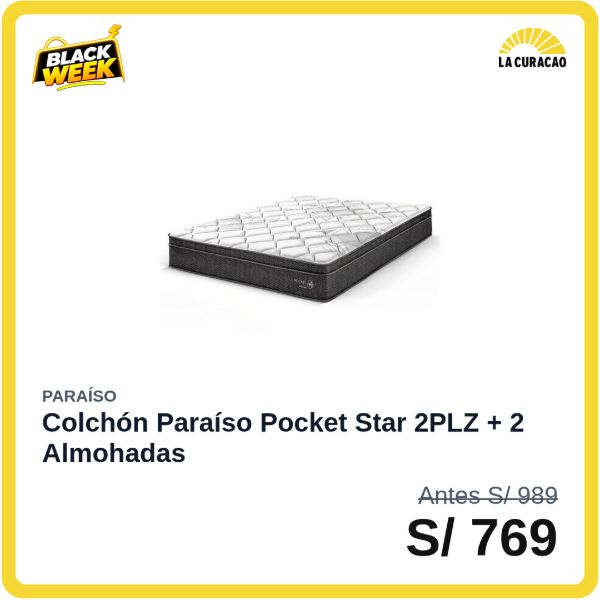 BLACK
WEEK
LA CURACAO
PARAÍSO
Colchón Paraíso Pocket Star 2PLZ + 2
Almohadas
Antes S/ 989
S/ 769